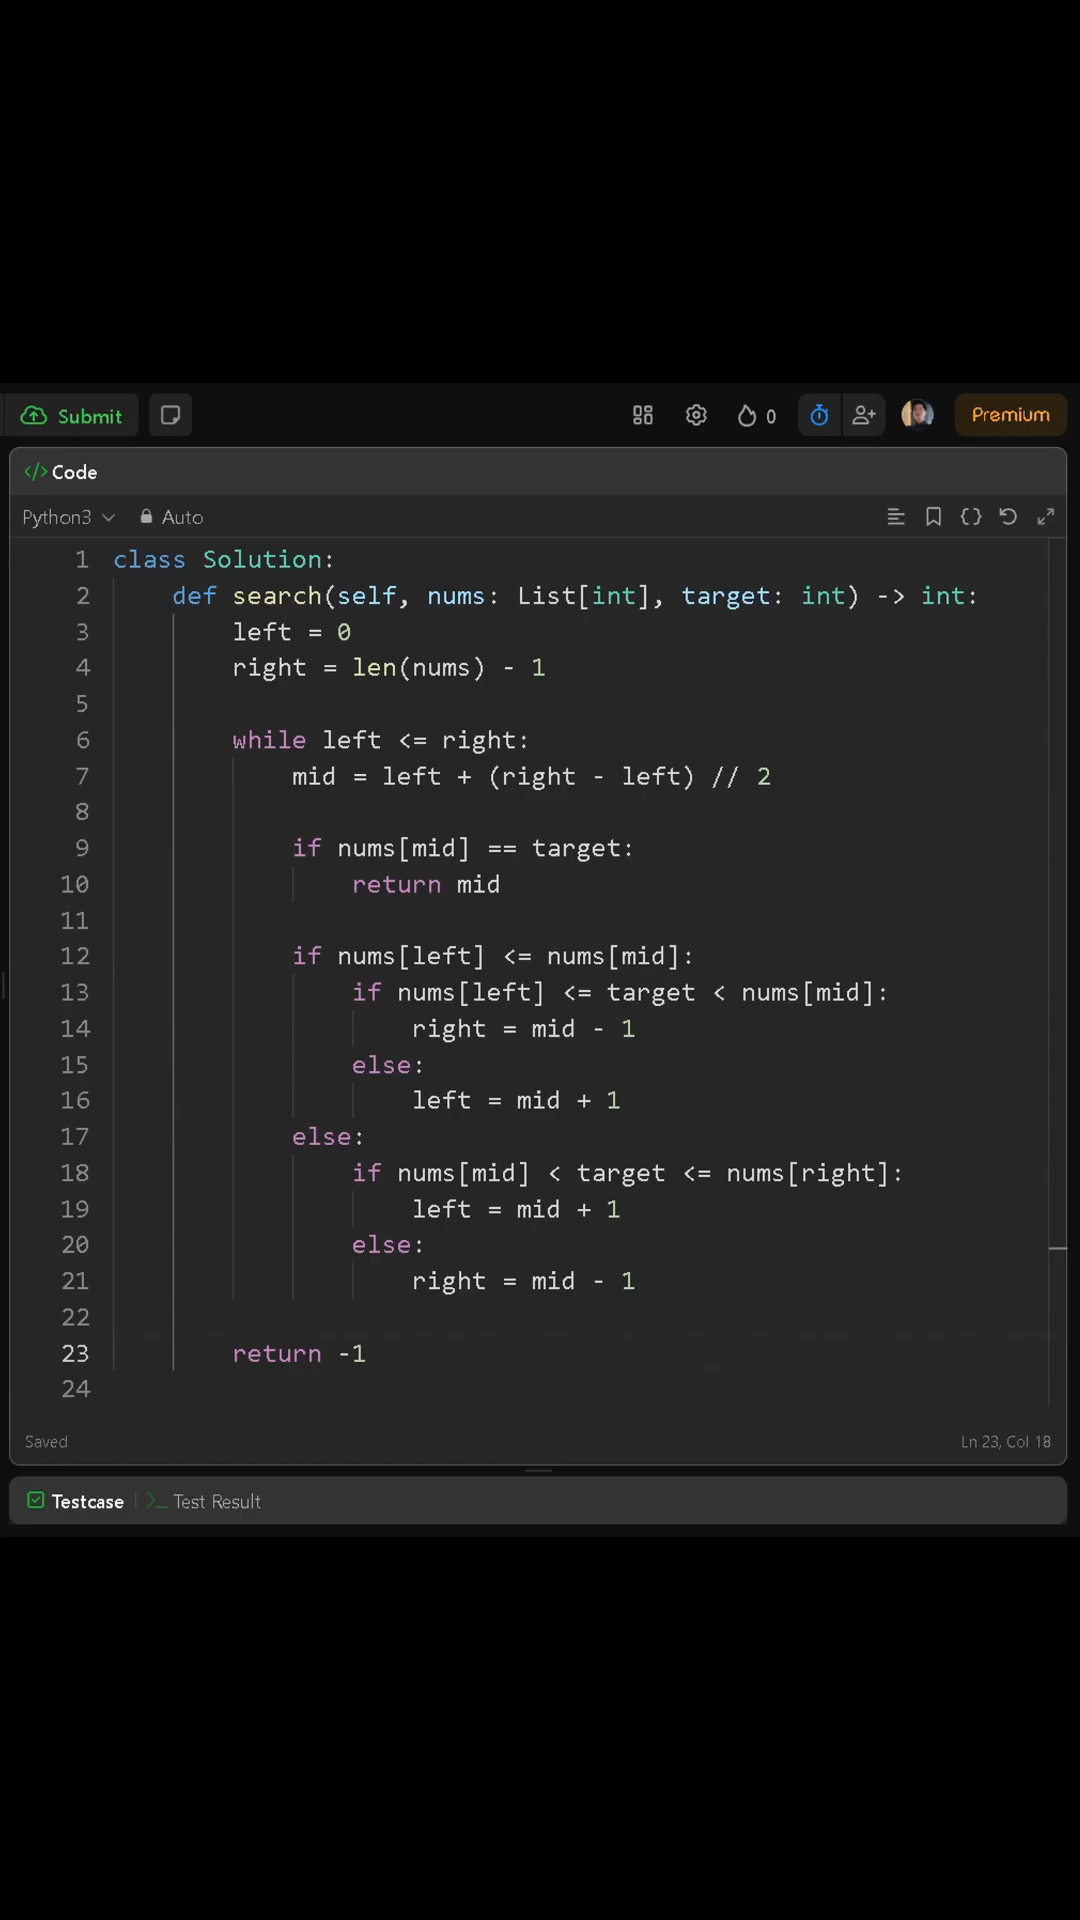 Submit 0 Premium
</> Code
Python3 Auto {}
1 class Solution:
2     def search(self, nums: List[int], target: int) -> int:
3         left = 0
4         right = len(nums) - 1
5
6         while left <= right:
7             mid = left + (right - left) // 2
8
9             if nums[mid] == target:
10                 return mid
11
12             if nums[left] <= nums[mid]:
13                 if nums[left] <= target < nums[mid]:
14                     right = mid - 1
15                 else:
16                     left = mid + 1
17             else:
18                 if nums[mid] < target <= nums[right]:
19                     left = mid + 1
20                 else:
21                     right = mid - 1
22
23         return -1
24
Saved Ln 23, Col 18
Testcase >_ Test Result